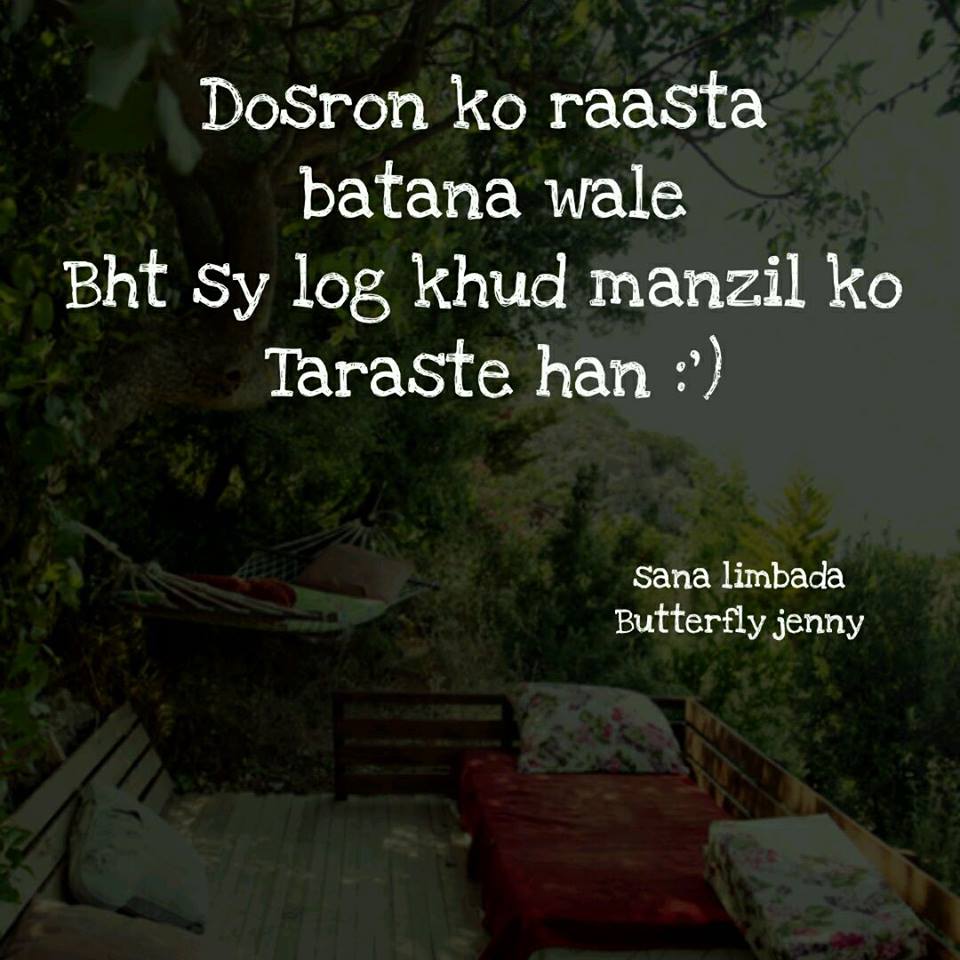 Dosron ko raasta
batana wale
Bht sy log khud manzil ko
Taraste han :')
sana limbada
Butterfly jenny